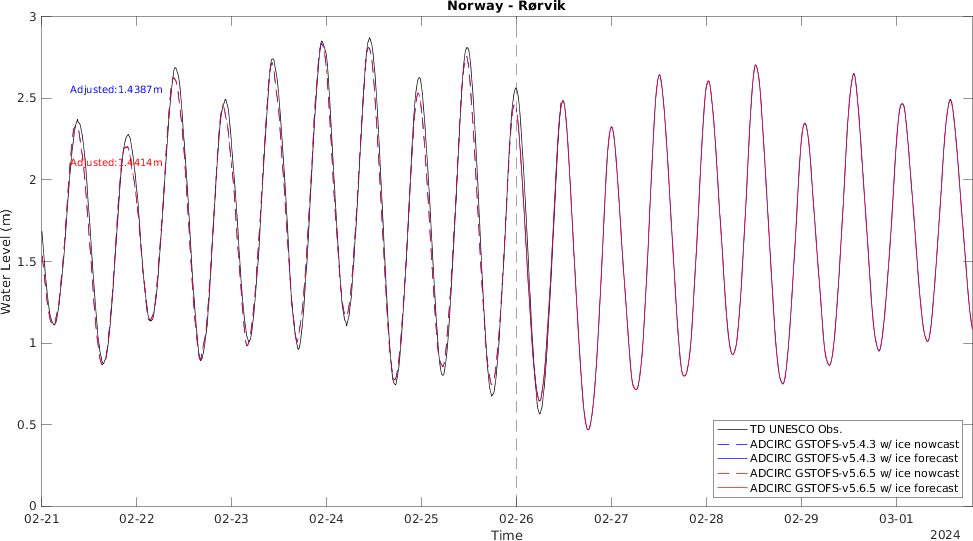 Norway - Rørvik
3
2.5
2
1.5
1
0.5
0
Water Level (m)
Adjusted:1.4387m
Adjusted:1.4414m
TD UNESCO Obs.
ADCIRC GSTOFS-v5.4.3 w/ ice nowcast
ADCIRC GSTOFS-v5.4.3 w/ ice forecast
ADCIRC GSTOFS-v5.6.5 w/ ice nowcast
ADCIRC GSTOFS-v5.6.5 w/ ice forecast
02-21 02-22 02-23 02-24 02-25 02-26 02-27 02-28 02-29 03-01
Time
2024